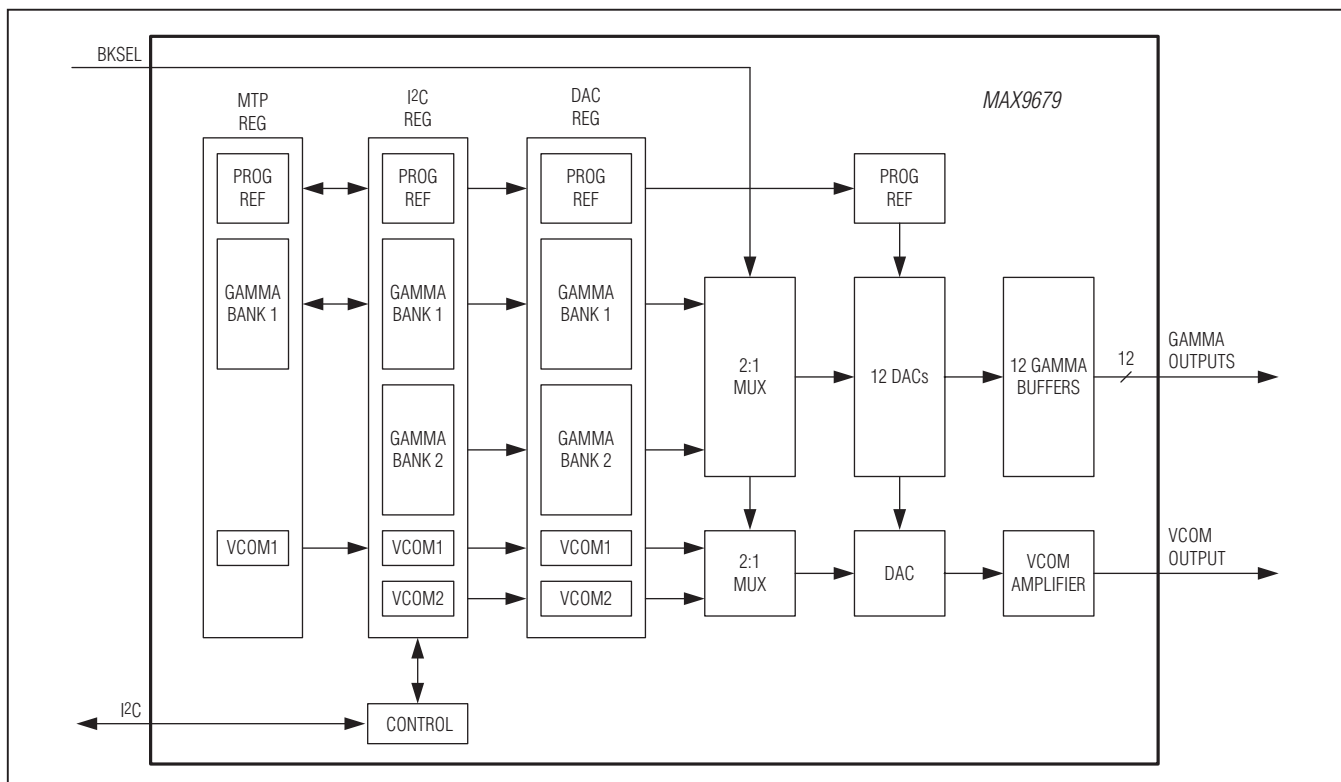 BKSEL
MAX9679
MTP
REG
I²C
REG
DAC
REG
PROG
REF
PROG
REF
PROG
REF
PROG
REF
GAMMA
BANK 1
GAMMA
BANK 1
GAMMA
BANK 1
2:1
MUX
12 DACs
12 GAMMA
BUFFERS
12
GAMMA
OUTPUTS
GAMMA
BANK 2
GAMMA
BANK 2
VCOM1
VCOM1
VCOM1
VCOM2
VCOM2
2:1
MUX
DAC
VCOM
AMPLIFIER
VCOM
OUTPUT
I²C
CONTROL